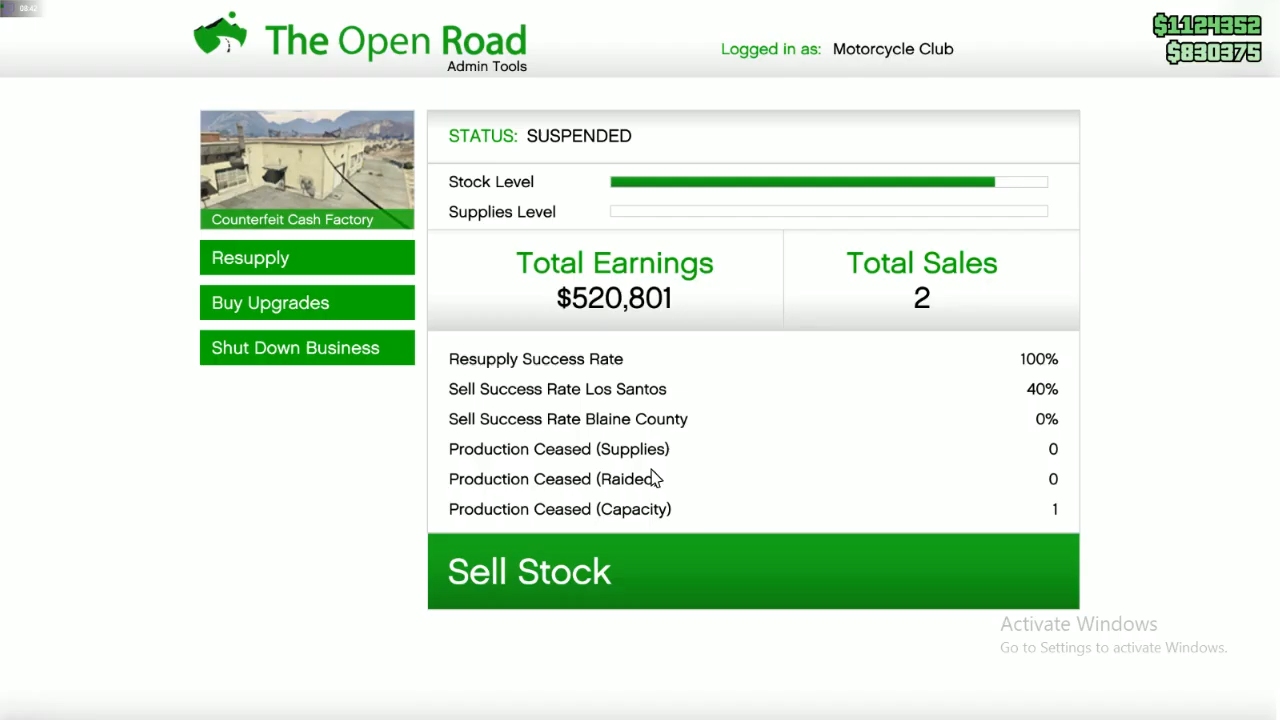 08:42
The Open Road
Admin Tools
Logged in as: Motorcycle Club
$1124352
$830375
Counterfeit Cash Factory
Resupply
Buy Upgrades
Shut Down Business
STATUS: SUSPENDED
Stock Level
Supplies Level
Total Earnings
$520,801
Total Sales
2
Resupply Success Rate 100%
Sell Success Rate Los Santos 40%
Sell Success Rate Blaine County 0%
Production Ceased (Supplies) 0
Production Ceased (Raided) 0
Production Ceased (Capacity) 1
Sell Stock
Activate Windows
Go to Settings to activate Windows.